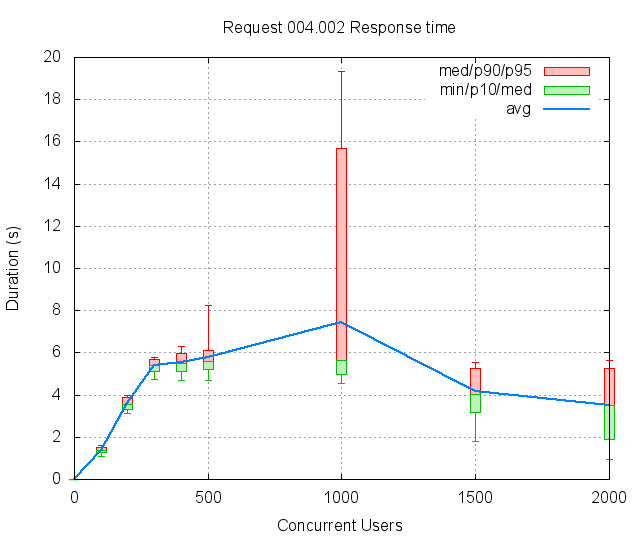 Request 004.002 Response time
med/p90/p95
min/p10/med
avg
20
18
16
14
12
10
8
6
4
2
0
Duration (s)
0 500 1000 1500 2000
Concurrent Users